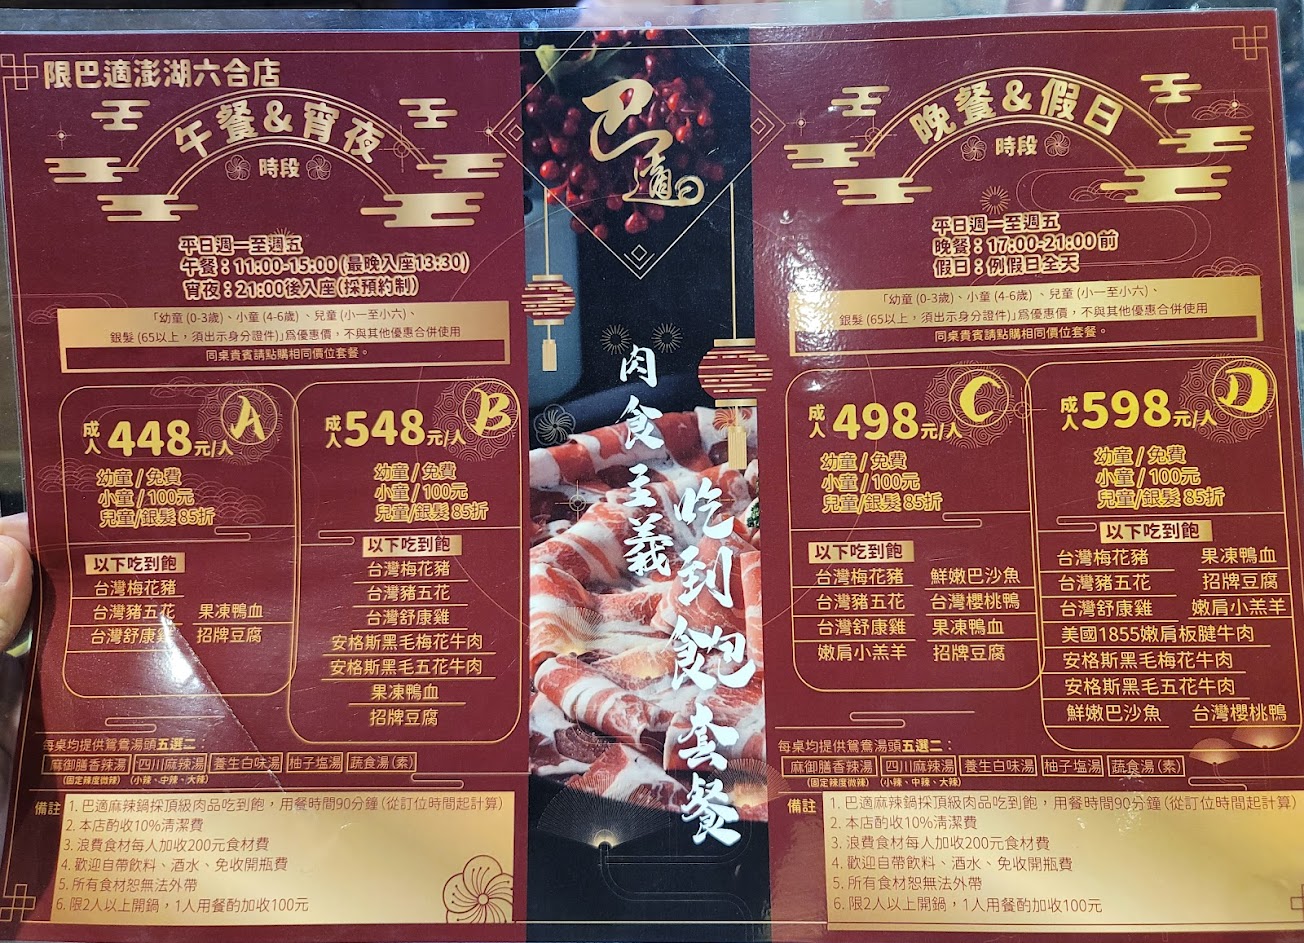 限巴適澎湖六合店
午餐&宵夜
時段
平日週一至週五
午餐：11:00-15:00 (最晚入座13:30)
宵夜：21:00後入座(採預約制)
「幼童 (0-3歲)、小童 (4-6歲) 、兒童 (小一至小六)、
銀髮 (65以上，須出示身分證件)」為優惠價，不與其他優惠合併使用
同桌貴賓請點購相同價位套餐。
A
成人448元/人
幼童 / 免費
小童 / 100元
兒童/銀髮 85折
以下吃到飽
台灣梅花豬
台灣豬五花 果凍鴨血
台灣舒康雞 招牌豆腐
B
成人548元/人
幼童 / 免費
小童 / 100元
兒童/銀髮 85折
以下吃到飽
台灣梅花豬
台灣豬五花
台灣舒康雞
安格斯黑毛梅花牛肉
安格斯黑毛五花牛肉
果凍鴨血
招牌豆腐
每桌均提供鴛鴦湯頭五選二：
麻御膳香辣湯 四川麻辣湯 養生白味湯 柚子塩湯 蔬食湯(素)
(固定辣度微辣) (小辣、中辣、大辣)
備註
1. 巴適麻辣鍋採頂級肉品吃到飽，用餐時間90分鐘(從訂位時間起計算)
2. 本店酌收10%清潔費
3. 浪費食材每人加收200元食材費
4. 歡迎自帶飲料、酒水、免收開瓶費
5. 所有食材恕無法外帶
6. 限2人以上開鍋，1人用餐酌加收100元
巴適
肉食主義
吃到飽套餐
晚餐&假日
時段
平日週一至週五
晚餐：17:00-21:00 前
假日：例假日全天
「幼童 (0-3歲)、小童 (4-6歲) 、兒童 (小一至小六)、
銀髮 (65以上，須出示身分證件)」為優惠價，不與其他優惠合併使用
同桌貴賓請點購相同價位套餐。
C
成人498元/人
幼童 / 免費
小童 / 100元
兒童/銀髮 85折
以下吃到飽
台灣梅花豬 鮮嫩巴沙魚
台灣豬五花 台灣櫻桃鴨
台灣舒康雞 果凍鴨血
嫩肩小羔羊 招牌豆腐
D
成人598元/人
幼童 / 免費
小童 / 100元
兒童/銀髮 85折
以下吃到飽
台灣梅花豬 果凍鴨血
台灣豬五花 招牌豆腐
台灣舒康雞 嫩肩小羔羊
美國1855嫩肩板腱牛肉
安格斯黑毛梅花牛肉
安格斯黑毛五花牛肉
鮮嫩巴沙魚 台灣櫻桃鴨
每桌均提供鴛鴦湯頭五選二：
麻御膳香辣湯 四川麻辣湯 養生白味湯 柚子塩湯 蔬食湯(素)
(固定辣度微辣) (小辣、中辣、大辣)
備註
1. 巴適麻辣鍋採頂級肉品吃到飽，用餐時間90分鐘(從訂位時間起計算)
2. 本店酌收10%清潔費
3. 浪費食材每人加收200元食材費
4. 歡迎自帶飲料、酒水、免收開瓶費
5. 所有食材恕無法外帶
6. 限2人以上開鍋，1人用餐酌加收100元